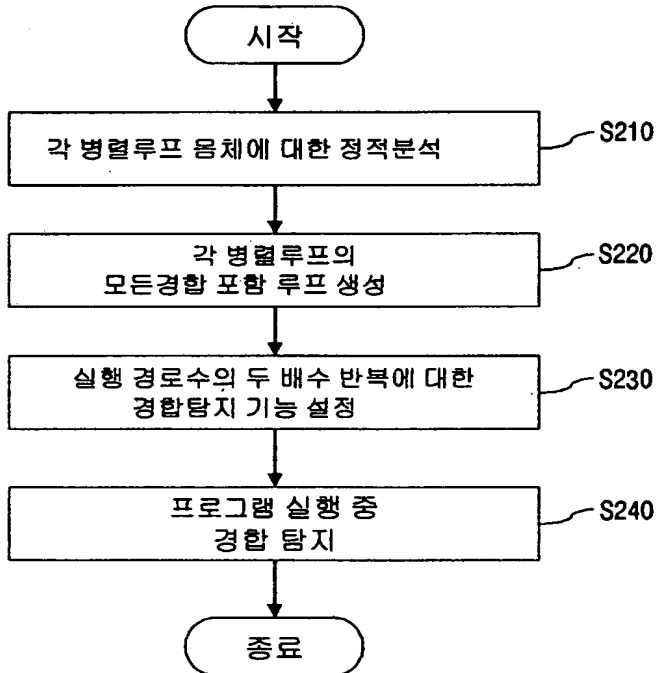 시작
각 병렬루프 몸체에 대한 정적분석
S210
각 병렬루프의
모든경합 포함 루프 생성
S220
실행 경로수의 두 배수 반복에 대한
경합탐지 기능 설정
S230
프로그램 실행 중
경합 탐지
S240
종료